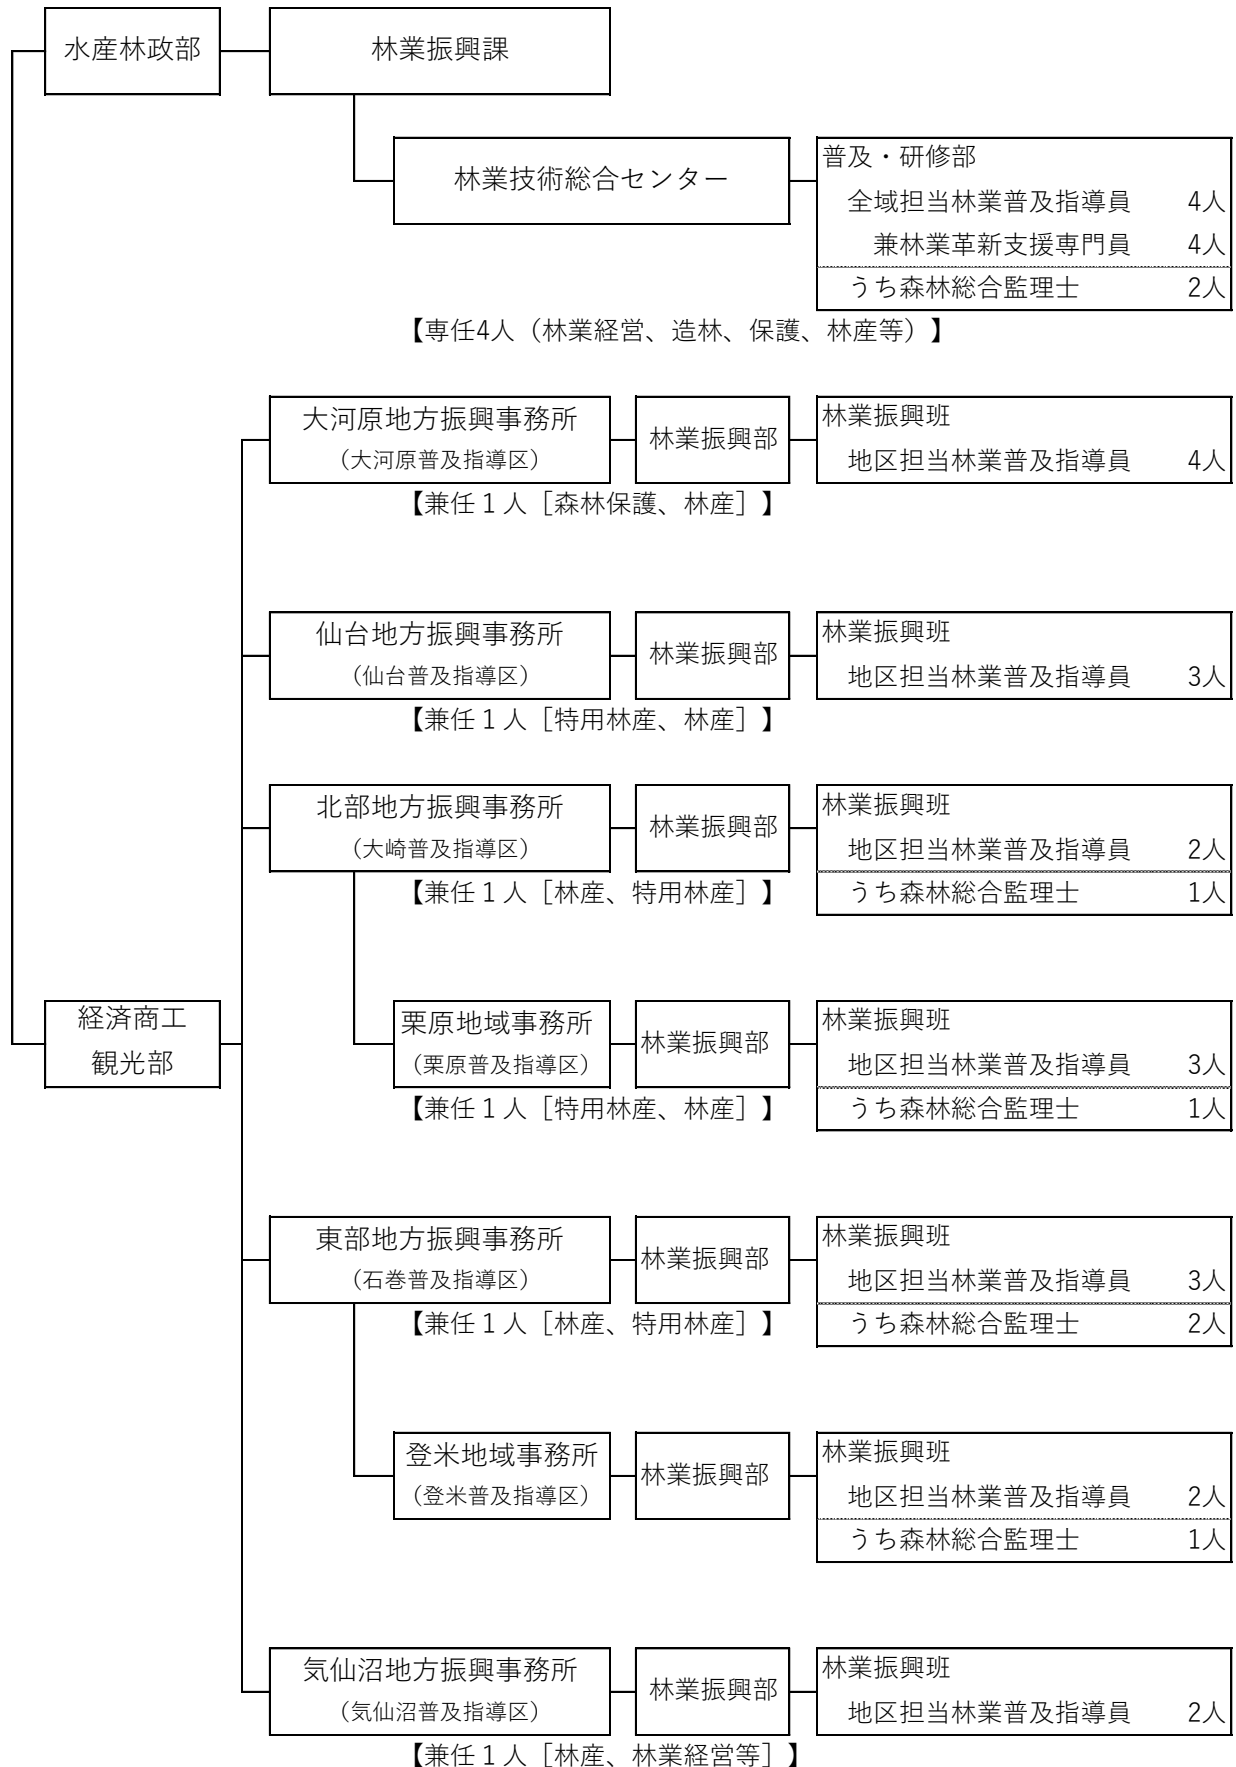 水産林政部
林業振興課
林業技術総合センター
普及・研修部
全域担当林業普及指導員 4人
兼林業革新支援専門員 4人
うち森林総合監理士 2人
【専任4人（林業経営、造林、保護、林産等）】
大河原地方振興事務所
（大河原普及指導区）
林業振興部
林業振興班
地区担当林業普及指導員 4人
【兼任１人［森林保護、林産］】
仙台地方振興事務所
（仙台普及指導区）
林業振興部
林業振興班
地区担当林業普及指導員 3人
【兼任１人［特用林産、林産］】
北部地方振興事務所
（大崎普及指導区）
林業振興部
林業振興班
地区担当林業普及指導員 2人
うち森林総合監理士 1人
【兼任１人［林産、特用林産］】
経済商工
観光部
栗原地域事務所
（栗原普及指導区）
林業振興部
林業振興班
地区担当林業普及指導員 3人
うち森林総合監理士 1人
【兼任１人［特用林産、林産］】
東部地方振興事務所
（石巻普及指導区）
林業振興部
林業振興班
地区担当林業普及指導員 3人
うち森林総合監理士 2人
【兼任１人［林産、特用林産］】
登米地域事務所
（登米普及指導区）
林業振興部
林業振興班
地区担当林業普及指導員 2人
うち森林総合監理士 1人
気仙沼地方振興事務所
（気仙沼普及指導区）
林業振興部
林業振興班
地区担当林業普及指導員 2人
【兼任１人［林産、林業経営等］】